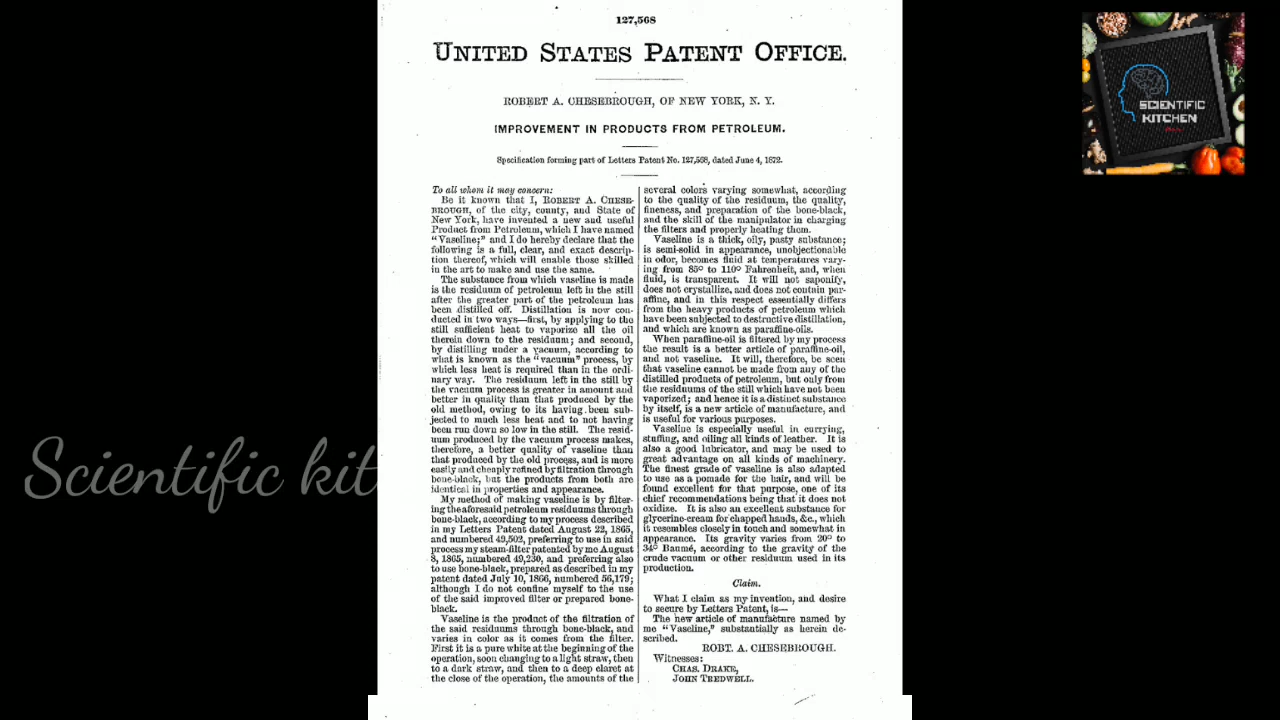 127,568
UNITED STATES PATENT OFFICE.
ROBERT A. CHESEBROUGH, OF NEW YORK, N. Y.
IMPROVEMENT IN PRODUCTS FROM PETROLEUM.
Specification forming part of Letters Patent No. 127,568, dated June 4, 1872.
To all whom it may concern:
Be it known that I, ROBERT A. CHESE-
BROUGH, of the city, county, and State of
New York, have invented a new and useful
Product from Petroleum, which I have named
"Vaseline;" and I do hereby declare that the
following is a full, clear, and exact descrip-
tion thereof, which will enable those skilled
in the art to make and use the same.
The substance from which vaseline is made
is the residuum of petroleum left in the still
after the greater part of the petroleum has
been distilled off. Distillation is now con-
ducted in two ways—first, by applying to the
still sufficient heat to vaporize all the oil
therein down to the residuum; and second,
by distilling under a vacuum, according to
what is known as the "vacuum" process, by
which less heat is required than in the ordi-
nary way. The residuum left in the still by
the vacuum process is greater in amount and
better in quality than that produced by the
old method, owing to its having been sub-
jected to much less heat and to not having
been run down so low in the still. The resid-
uum produced by the vacuum process makes,
therefore, a better quality of vaseline than
that produced by the old process, and is more
easily and cheaply refined by filtration through
bone-black, but the products from both are
identical in properties and appearance.
My method of making vaseline is by filter-
ing the aforesaid petroleum residuums through
bone-black, according to my process described
in my Letters Patent dated August 22, 1865,
and numbered 49,502, preferring to use in said
process my steam-filter patented by me August
8, 1865, numbered 49,230, and preferring also
to use bone-black, prepared as described in my
patent dated July 10, 1866, numbered 56,179;
although I do not confine myself to the use
of the said improved filter or prepared bone-
black.
Vaseline is the product of the filtration of
the said residuums through bone-black, and
varies in color as it comes from the filter.
First it is a pure white at the beginning of the
operation, soon changing to a light straw, then
to a dark straw, and then to a deep claret at
the close of the operation, the amounts of the
several colors varying somewhat, according
to the quality of the residuum, the quality,
fineness, and preparation of the bone-black,
and the skill of the manipulator in charging
the filters and properly heating them.
Vaseline is a thick, oily, pasty substance;
is semi-solid in appearance, unobjectionable
in odor, becomes fluid at temperatures vary-
ing from 85° to 110° Fahrenheit, and, when
fluid, is transparent. It will not saponify,
does not crystallize, and does not contain par-
affine, and in this respect essentially differs
from the heavy products of petroleum which
have been subjected to destructive distillation,
and which are known as paraffine-oils.
When paraffine-oil is filtered by my process
the result is a better article of paraffine-oil,
and not vaseline. It will, therefore, be seen
that vaseline cannot be made from any of the
distilled products of petroleum, but only from
the residuums of the still which have not been
vaporized; and hence it is a distinct substance
by itself, is a new article of manufacture, and
is useful for various purposes.
Vaseline is especially useful in currying,
stuffing, and oiling all kinds of leather. It is
also a good lubricator, and may be used to
great advantage on all kinds of machinery.
The finest grade of vaseline is also adapted
to use as a pomade for the hair, and will be
found excellent for that purpose, one of its
chief recommendations being that it does not
oxidize. It is also an excellent substance for
glycerine-cream for chapped hands, &c., which
it resembles closely in touch and somewhat in
appearance. Its gravity varies from 20° to
34° Baumé, according to the gravity of the
crude vacuum or other residuum used in its
production.
Claim.
What I claim as my invention, and desire
to secure by Letters Patent, is—
The new article of manufacture named by
me "Vaseline," substantially as herein de-
scribed.
ROBT. A. CHESEBROUGH.
Witnesses:
CHAS. DRAKE,
JOHN TREDWELL.
Scientific kit
SCIENTIFIC
KITCHEN